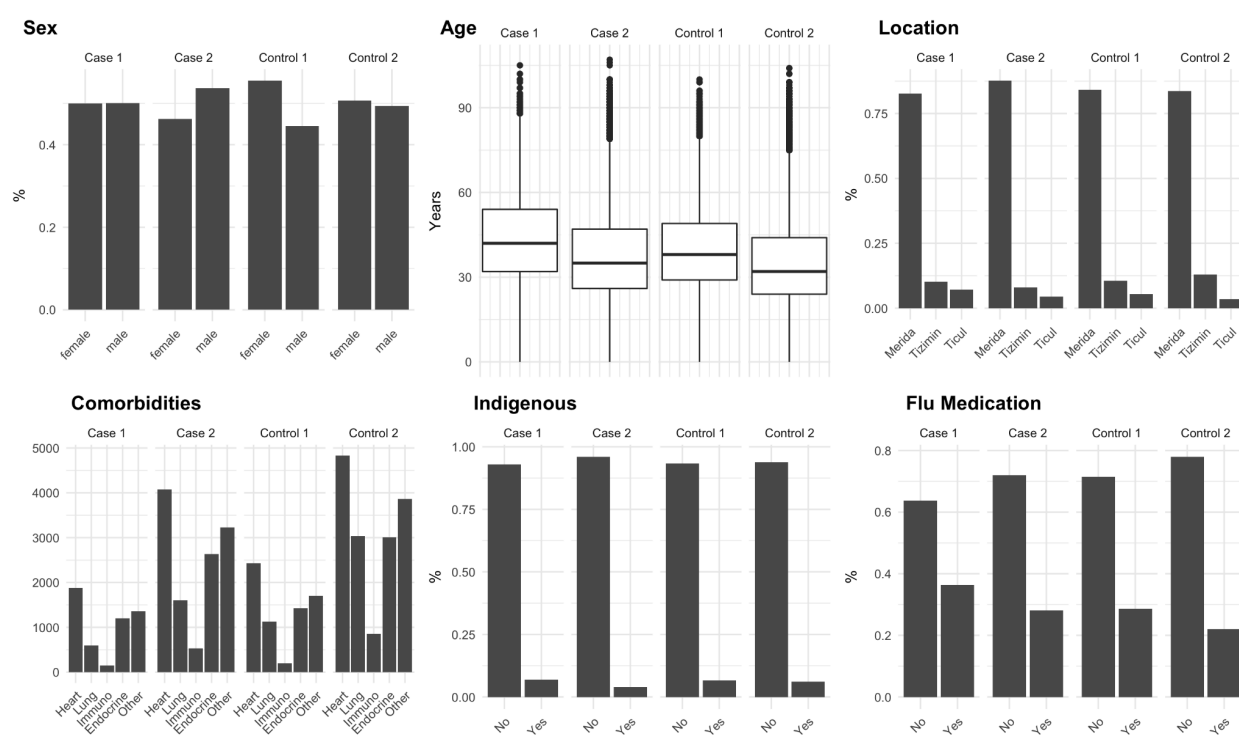 Sex
Case 1 Case 2 Control 1 Control 2
%
0.4
0.2
0.0
female male female male female male female male
Age
Case 1 Case 2 Control 1 Control 2
Years
90
60
30
0
Location
Case 1 Case 2 Control 1 Control 2
%
0.75
0.50
0.25
0.00
Merida Tizimin Ticul Merida Tizimin Ticul Merida Tizimin Ticul Merida Tizimin Ticul
Comorbidities
Case 1 Case 2 Control 1 Control 2
5000
4000
3000
2000
1000
0
Heart Lung Immuno Endocrine Other Heart Lung Immuno Endocrine Other Heart Lung Immuno Endocrine Other Heart Lung Immuno Endocrine Other
Indigenous
Case 1 Case 2 Control 1 Control 2
%
1.00
0.75
0.50
0.25
0.00
No Yes No Yes No Yes No Yes
Flu Medication
Case 1 Case 2 Control 1 Control 2
%
0.8
0.6
0.4
0.2
0.0
No Yes No Yes No Yes No Yes